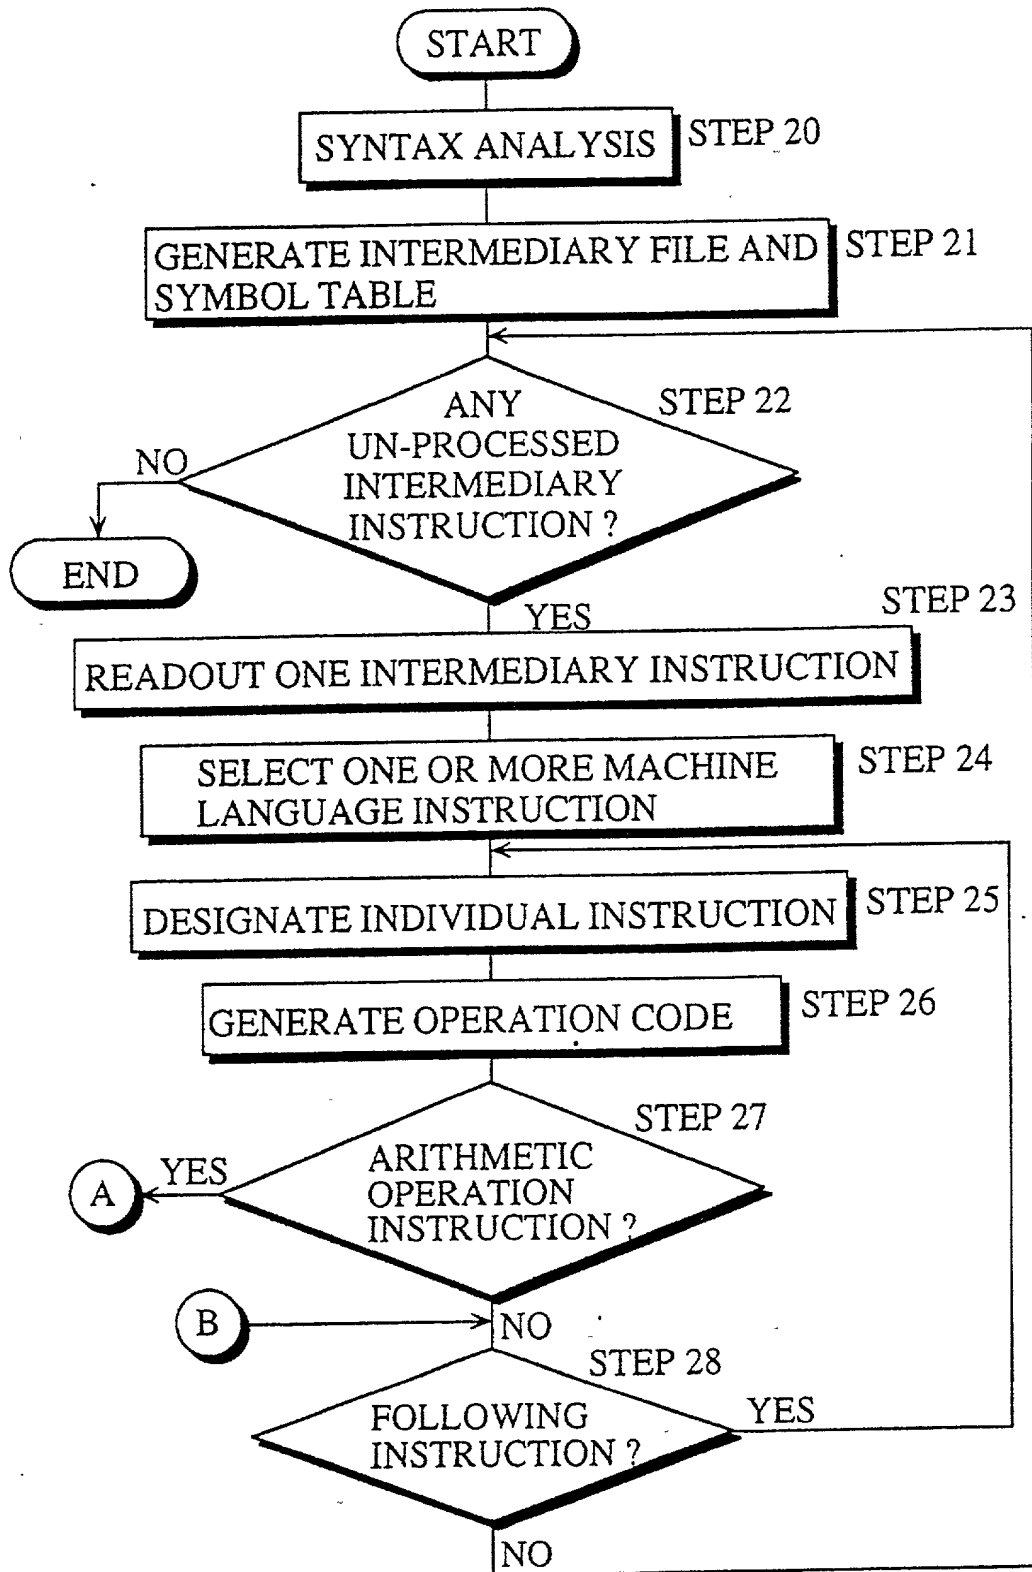 START
SYNTAX ANALYSIS
STEP 20
GENERATE INTERMEDIARY FILE AND
SYMBOL TABLE
STEP 21
ANY
UN-PROCESSED
INTERMEDIARY
INSTRUCTION ?
STEP 22
NO
END
YES
STEP 23
READOUT ONE INTERMEDIARY INSTRUCTION
SELECT ONE OR MORE MACHINE
LANGUAGE INSTRUCTION
STEP 24
DESIGNATE INDIVIDUAL INSTRUCTION
STEP 25
GENERATE OPERATION CODE
STEP 26
STEP 27
ARITHMETIC
OPERATION
INSTRUCTION ?
YES
A
B
NO
STEP 28
FOLLOWING
INSTRUCTION ?
YES
NO